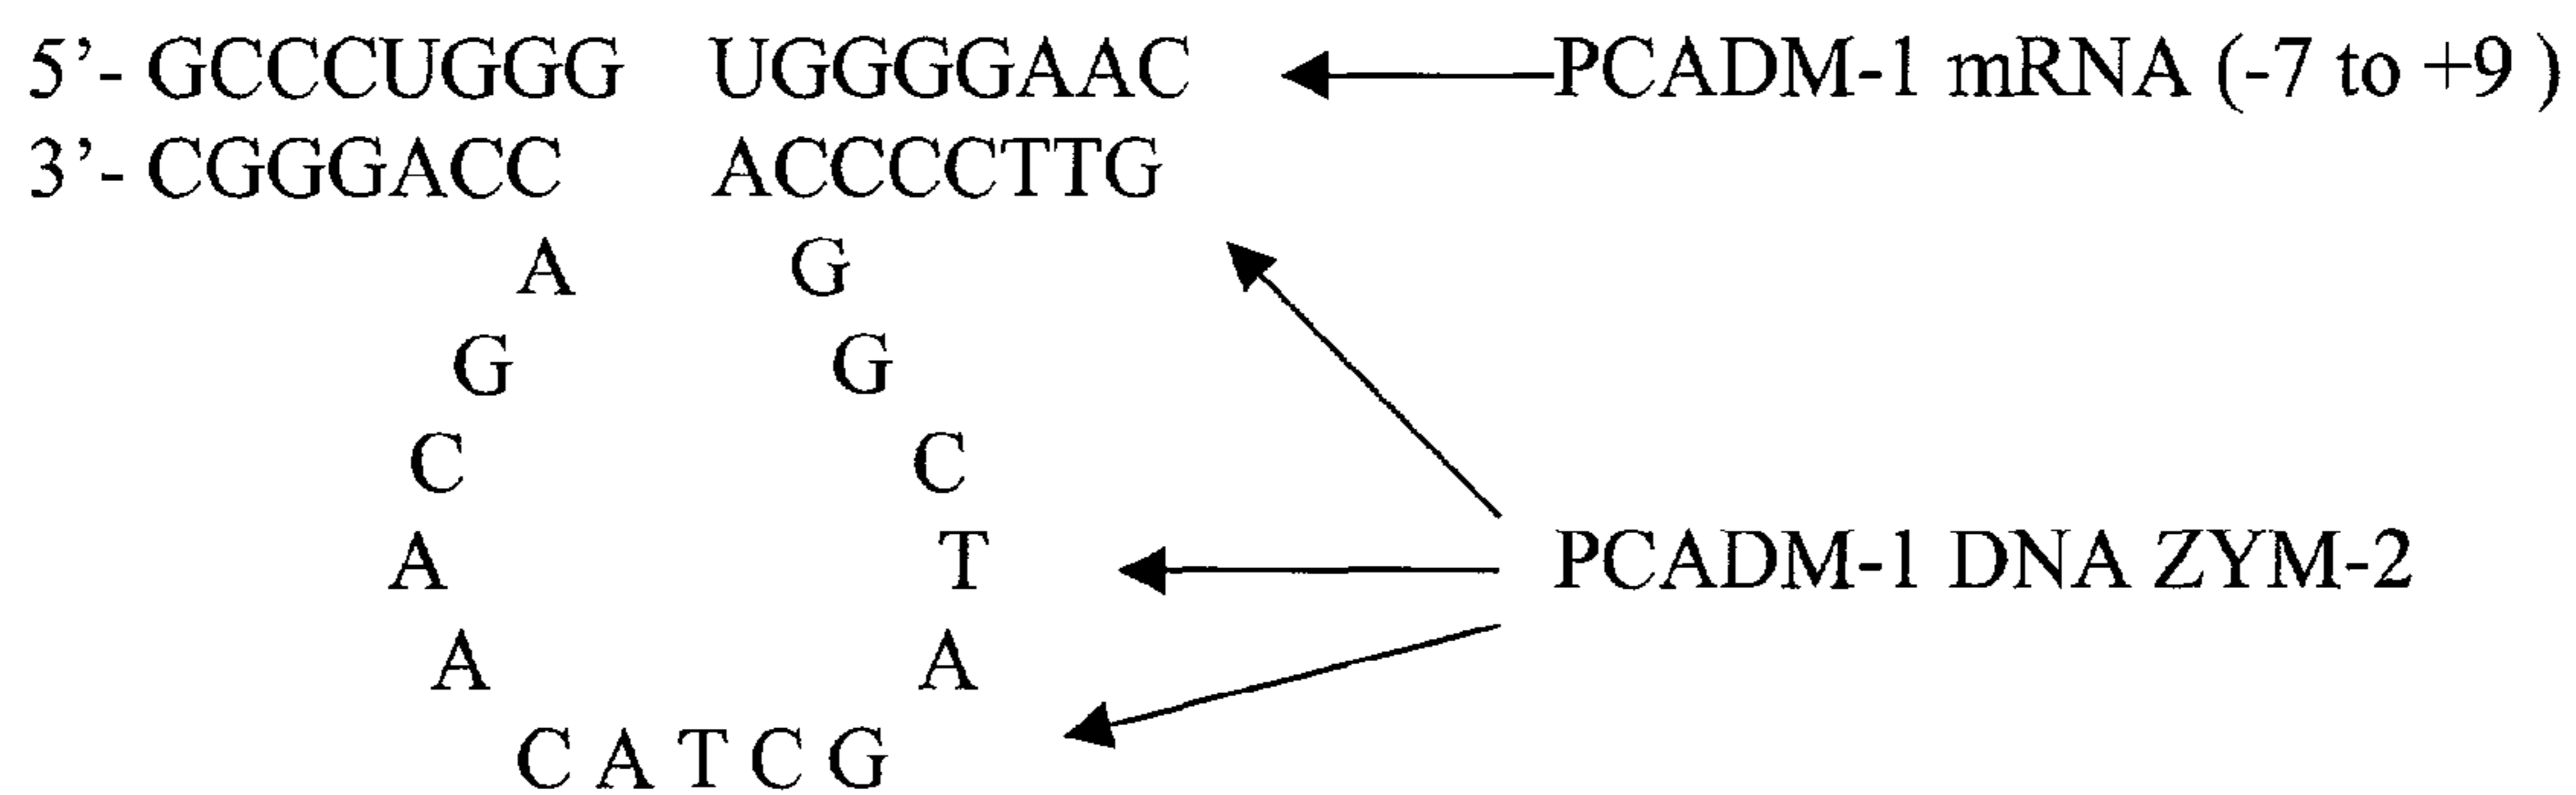 5’- GCCCUGGG UGGGGAAC PCADM-1 mRNA (-7 to +9 )
3’- CGGGACC ACCCCTTG
A G
G G
C C
A T PCADM-1 DNA ZYM-2
A A
C A T C G